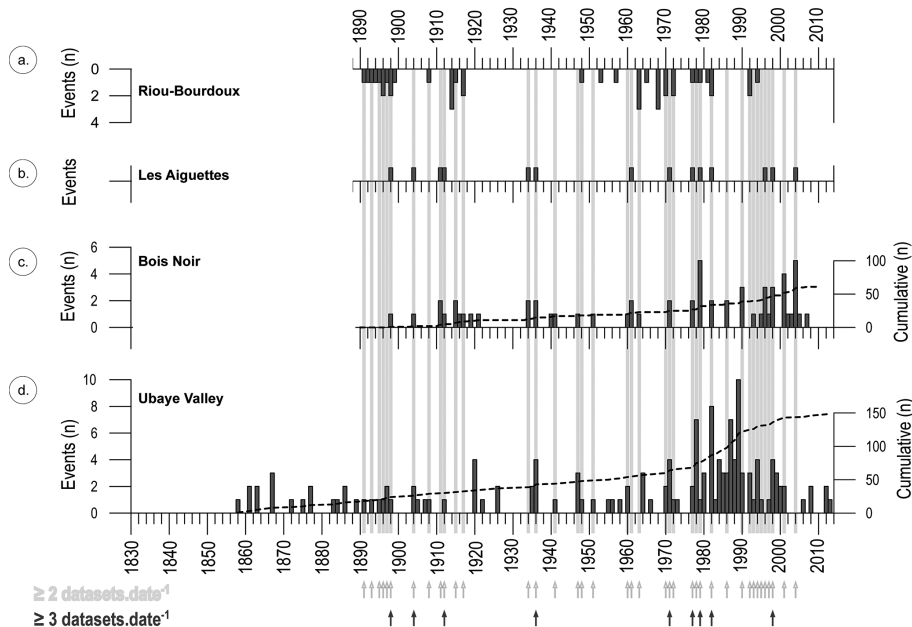 1890 1900 1910 1920 1930 1940 1950 1960 1970 1980 1990 2000 2010
a.
Events (n)
0
2
4
Riou-Bourdoux
b.
Events
Les Aiguettes
c.
Events (n)
6
4
2
0
Bois Noir
100
50
0
Cumulative (n)
d.
Events (n)
10
8
6
4
2
0
Ubaye Valley
150
100
50
0
Cumulative (n)
1830 1840 1850 1860 1870 1880 1890 1900 1910 1920 1930 1940 1950 1960 1970 1980 1990 2000 2010
≥ 2 datasets.date⁻¹
≥ 3 datasets.date⁻¹